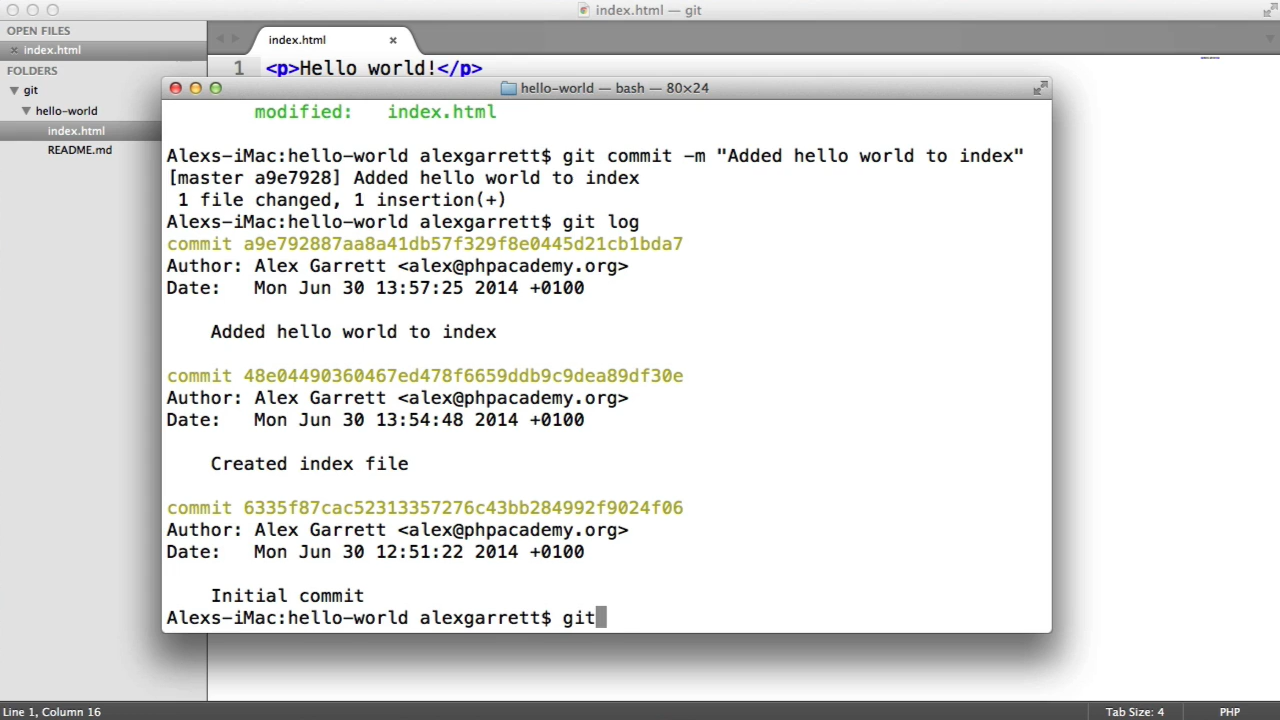 index.html — git
OPEN FILES
index.html
FOLDERS
git
hello-world
index.html
README.md
index.html
1 <p>Hello world!</p>
hello-world — bash — 80×24
modified:   index.html
Alexs-iMac:hello-world alexgarrett$ git commit -m "Added hello world to index"
[master a9e7928] Added hello world to index
1 file changed, 1 insertion(+)
Alexs-iMac:hello-world alexgarrett$ git log
commit a9e792887aa8a41db57f329f8e0445d21cb1bda7
Author: Alex Garrett <alex@phpacademy.org>
Date:   Mon Jun 30 13:57:25 2014 +0100
Added hello world to index
commit 48e04490360467ed478f6659ddb9c9dea89df30e
Author: Alex Garrett <alex@phpacademy.org>
Date:   Mon Jun 30 13:54:48 2014 +0100
Created index file
commit 6335f87cac52313357276c43bb284992f9024f06
Author: Alex Garrett <alex@phpacademy.org>
Date:   Mon Jun 30 12:51:22 2014 +0100
Initial commit
Alexs-iMac:hello-world alexgarrett$ git
Line 1, Column 16
Tab Size: 4
PHP